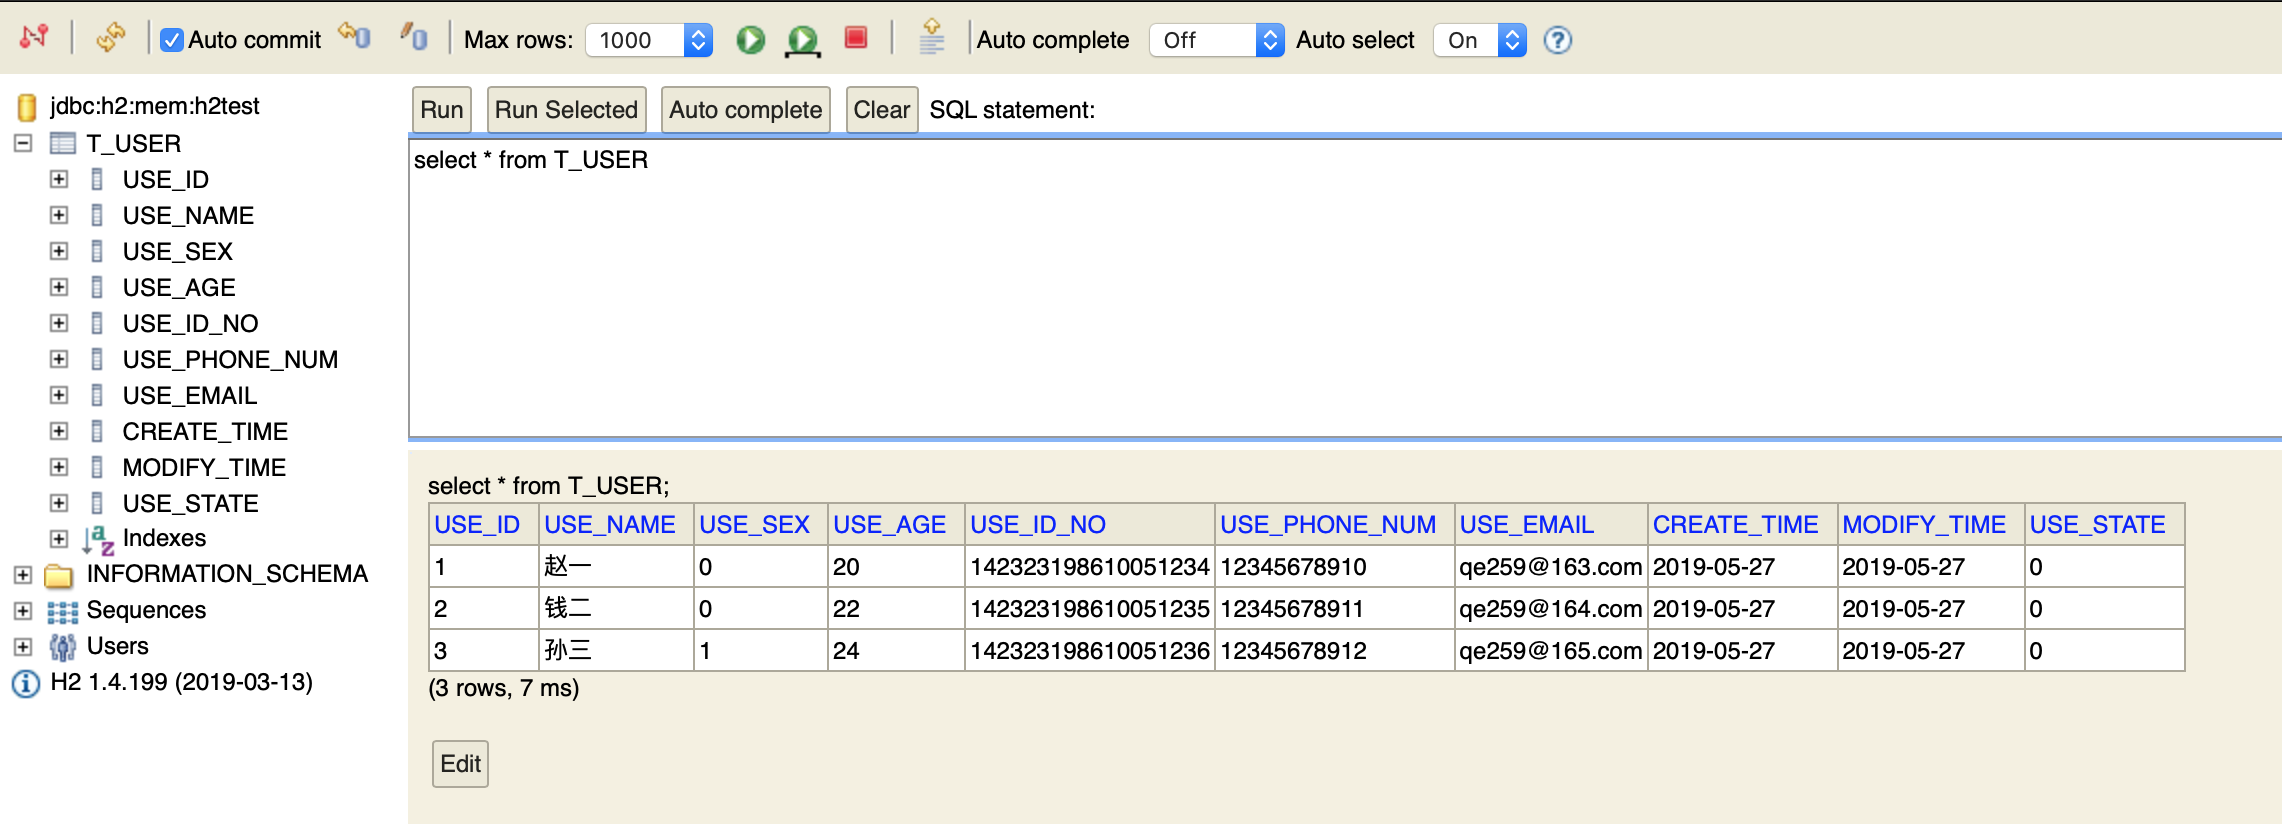 Auto commit Max rows: 1000 Auto complete Off Auto select On ?
jdbc:h2:mem:h2test
T_USER
USE_ID
USE_NAME
USE_SEX
USE_AGE
USE_ID_NO
USE_PHONE_NUM
USE_EMAIL
CREATE_TIME
MODIFY_TIME
USE_STATE
Indexes
INFORMATION_SCHEMA
Sequences
Users
H2 1.4.199 (2019-03-13)
Run Run Selected Auto complete Clear SQL statement:
select * from T_USER
select * from T_USER;
USE_ID USE_NAME USE_SEX USE_AGE USE_ID_NO USE_PHONE_NUM USE_EMAIL CREATE_TIME MODIFY_TIME USE_STATE
1 赵一 0 20 142323198610051234 12345678910 qe259@163.com 2019-05-27 2019-05-27 0
2 钱二 0 22 142323198610051235 12345678911 qe259@164.com 2019-05-27 2019-05-27 0
3 孙三 1 24 142323198610051236 12345678912 qe259@165.com 2019-05-27 2019-05-27 0
(3 rows, 7 ms)
Edit